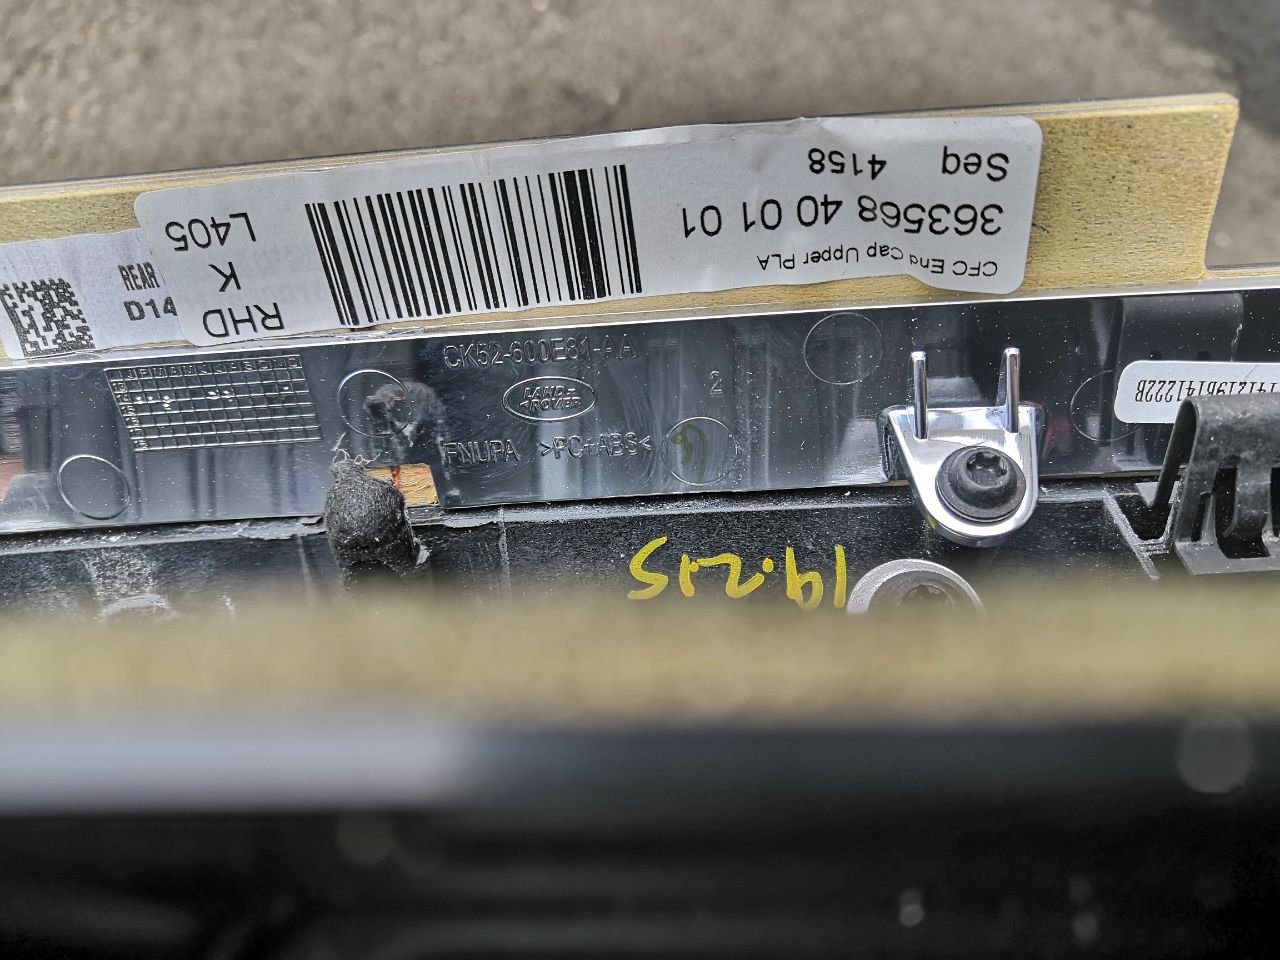 Seq 4158
363568 40 01 01
CFC End Cap Upper PLA
L405
K
RHD
REAR
D14
CK52-600E81-AA
LAND-
ROVER
2
FNUPA >PC+ABS<
J F M A M J J A S O N D
19.2.15